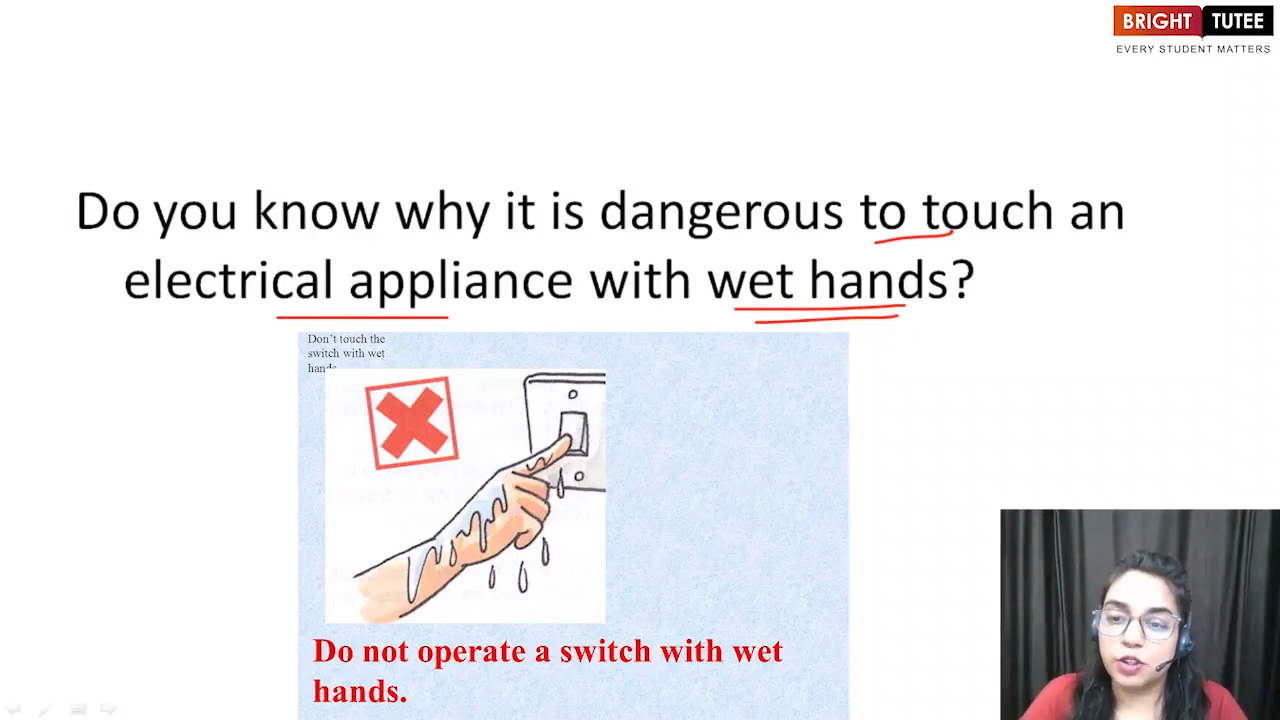 BRIGHT TUTEE
EVERY STUDENT MATTERS
Do you know why it is dangerous to touch an
electrical appliance with wet hands?
Don't touch the
switch with wet
hands
Do not operate a switch with wet
hands.